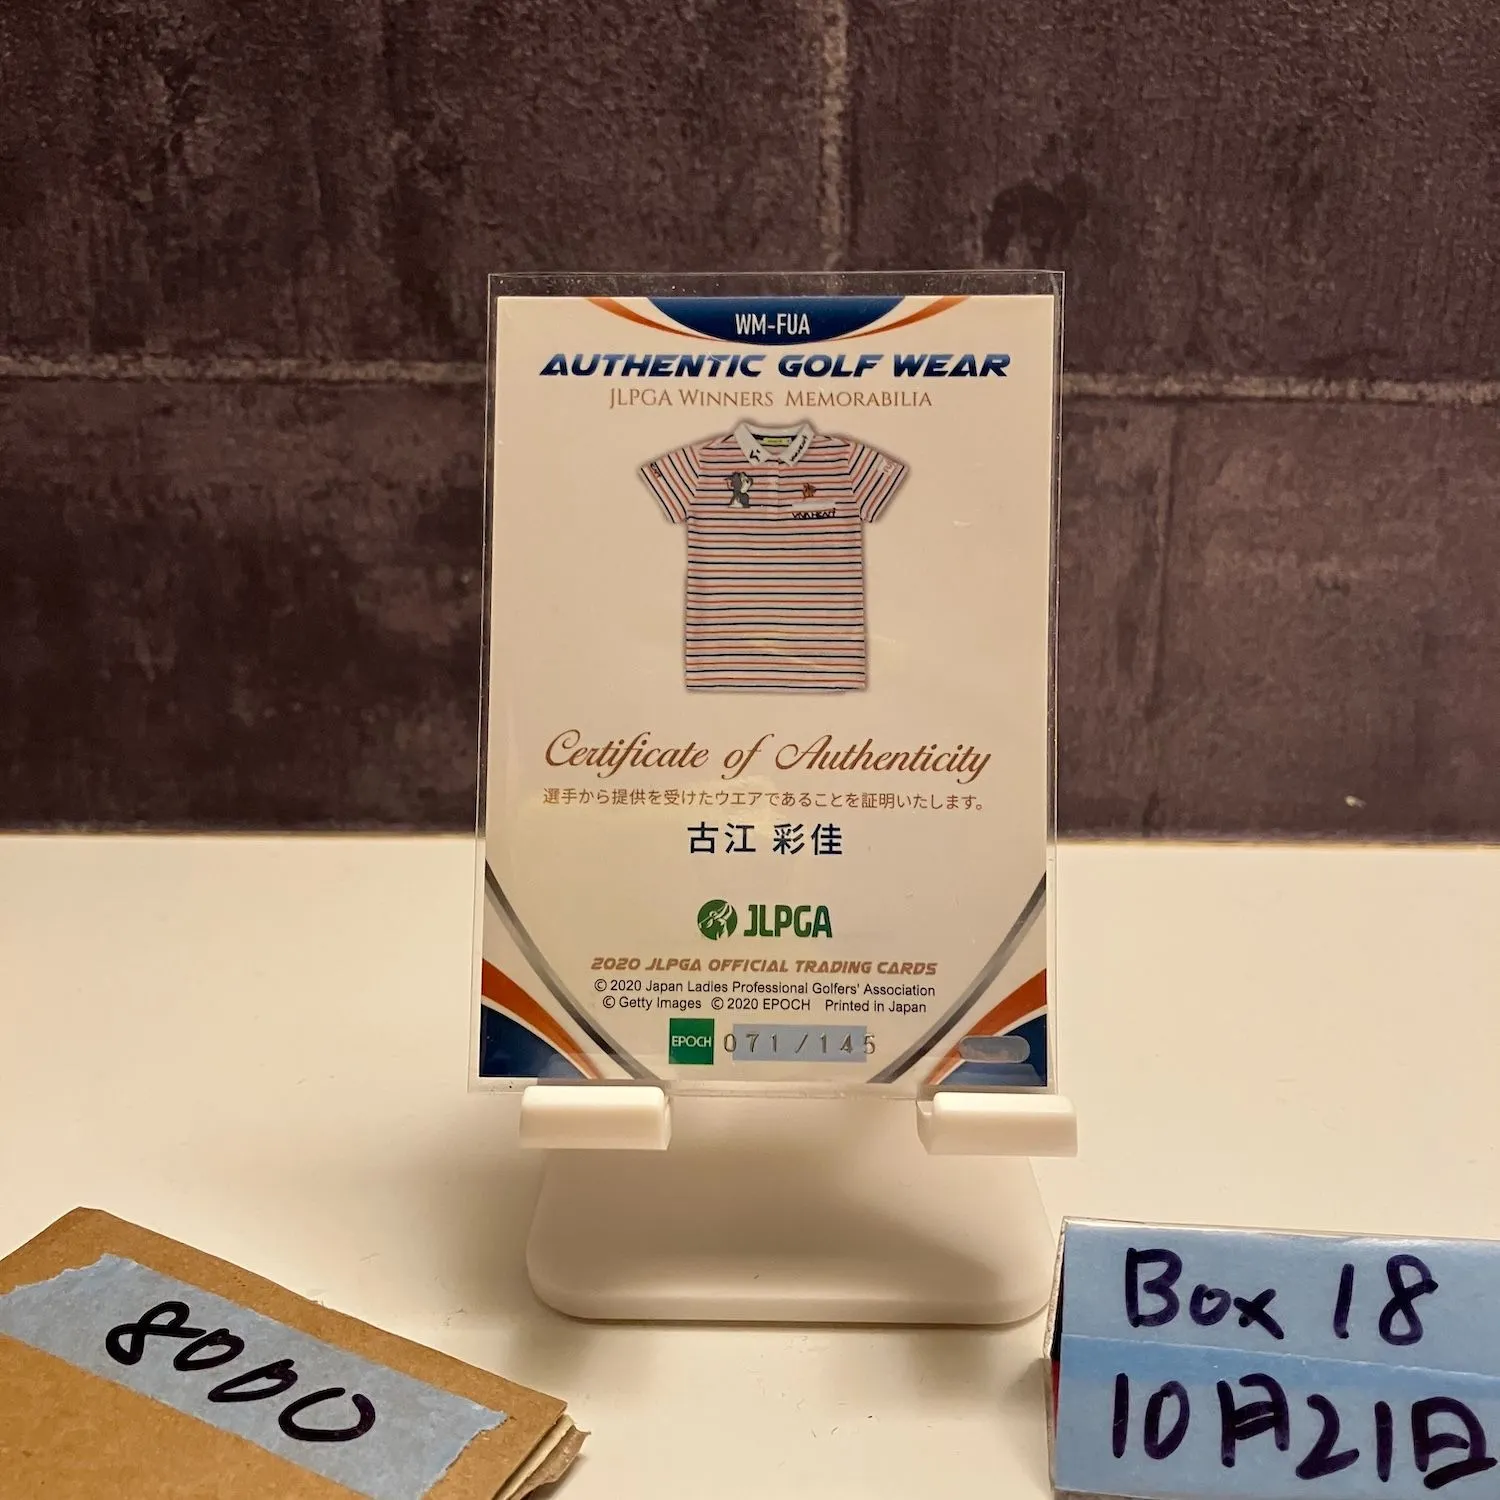 WM-FUA
AUTHENTIC GOLF WEAR
JLPGA WINNERS MEMORABILIA
VIVA HEART
Certificate of Authenticity
選手から提供を受けたウエアであることを証明いたします。
古江 彩佳
JLPGA
2020 JLPGA OFFICIAL TRADING CARDS
© 2020 Japan Ladies Professional Golfers' Association
© Getty Images © 2020 EPOCH Printed in Japan
EPOCH 071/145
8000
Box 18
10月21日